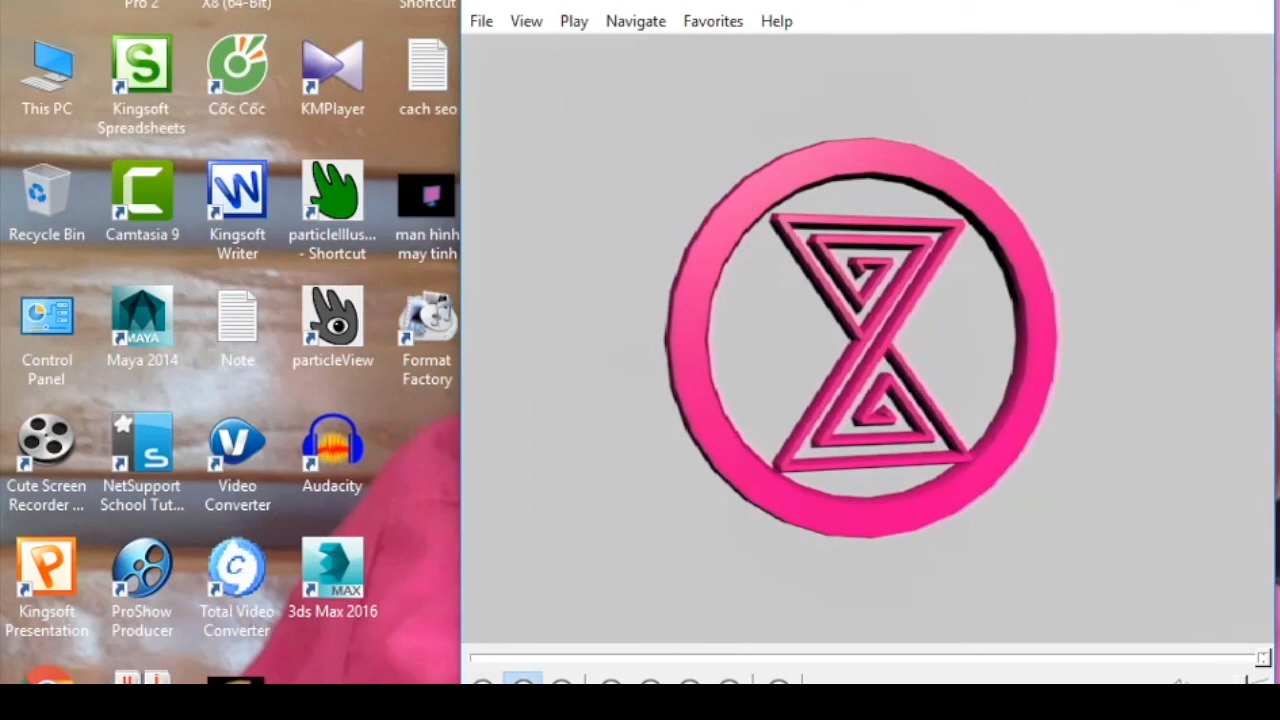 Pro 2
X8 (64-Bit)
Shortcut
File View Play Navigate Favorites Help
This PC
Kingsoft
Spreadsheets
Cốc Cốc
KMPlayer
cach seo
Recycle Bin
Camtasia 9
Kingsoft
Writer
particleIllus...
- Shortcut
man hinh
may tinh
Control
Panel
MAYA
Maya 2014
Note
particleView
Format
Factory
Cute Screen
Recorder ...
NetSupport
School Tut...
Video
Converter
Audacity
Kingsoft
Presentation
ProShow
Producer
Total Video
Converter
MAX
3ds Max 2016